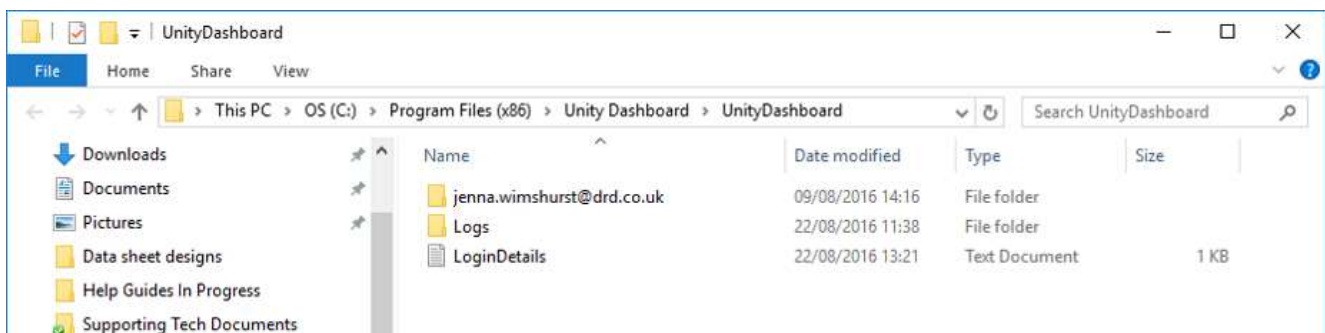 UnityDashboard
File Home Share View
This PC > OS (C:) > Program Files (x86) > Unity Dashboard > UnityDashboard Search UnityDashboard
Downloads Name Date modified Type Size
Documents jenna.wimshurst@drd.co.uk 09/08/2016 14:16 File folder
Pictures Logs 22/08/2016 11:38 File folder
Data sheet designs LoginDetails 22/08/2016 13:21 Text Document 1 KB
Help Guides In Progress
Supporting Tech Documents